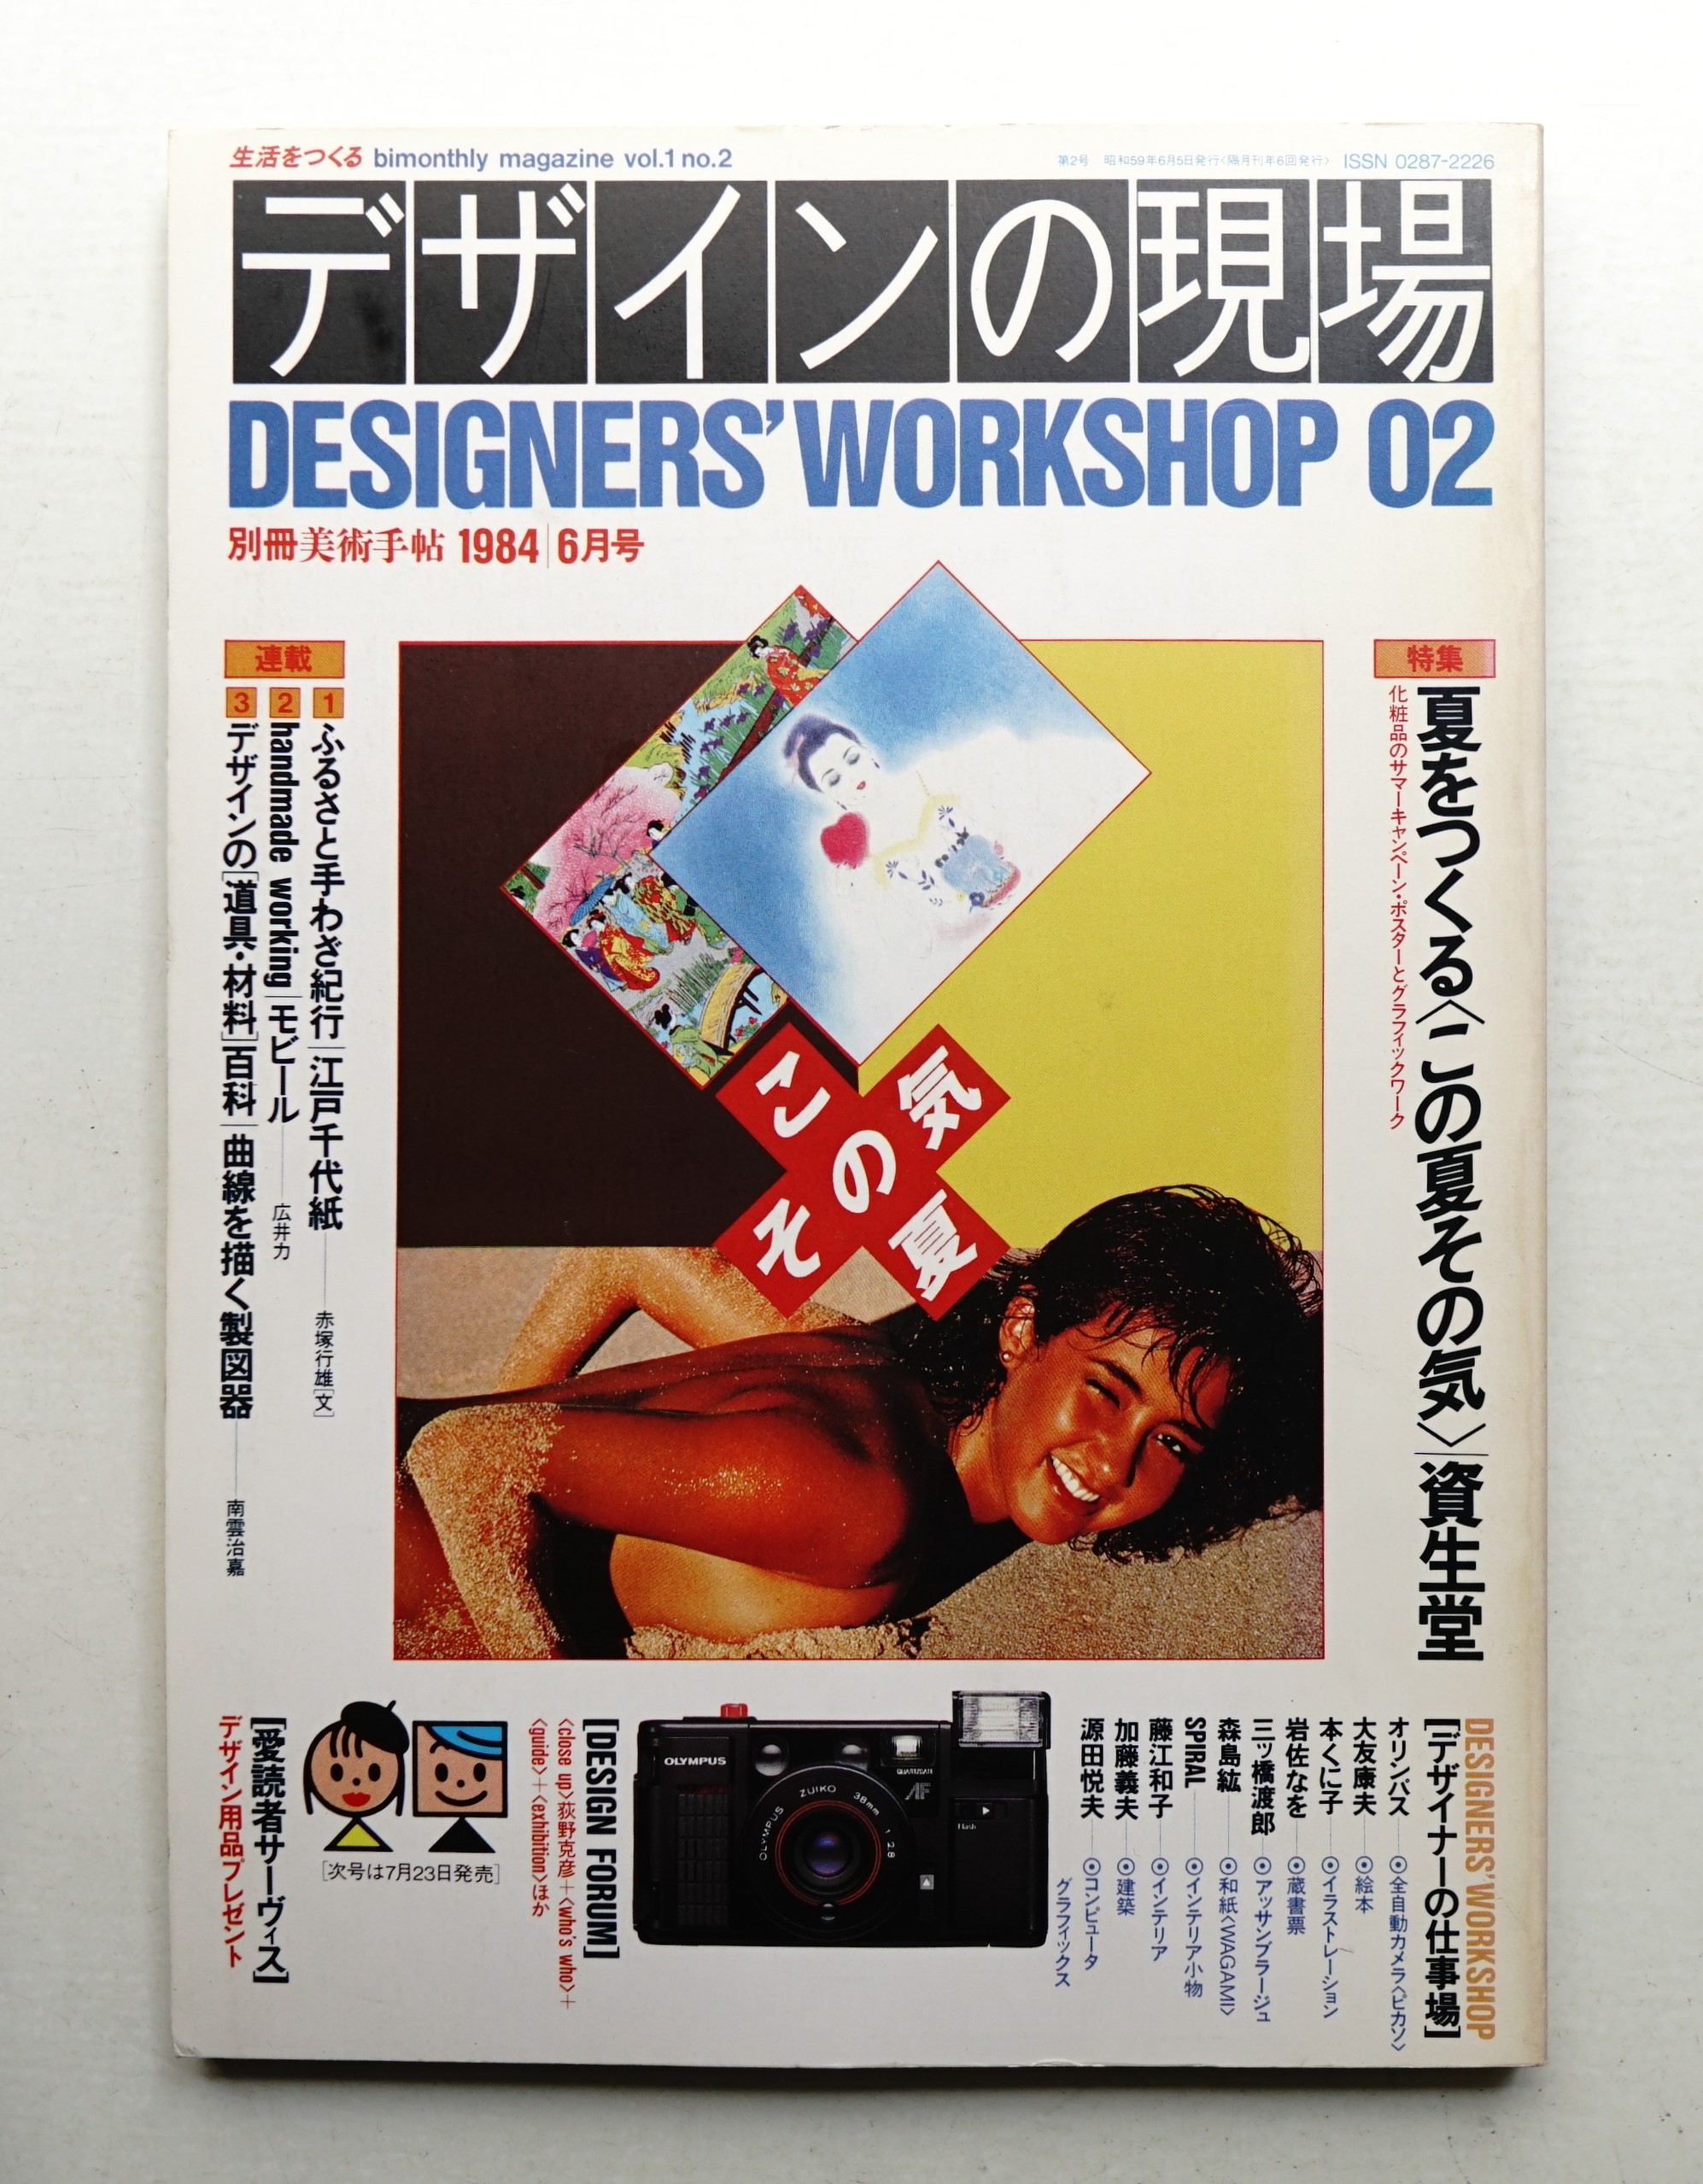 生活をつくる bimonthly magazine vol.1 no.2
第2号 昭和59年6月5日発行〈隔月刊年6回発行〉 ISSN 0287-2226
デザインの現場
DESIGNERS' WORKSHOP 02
別冊美術手帖 1984 | 6月号
特集
夏をつくる〈この夏その気〉|資生堂
化粧品のサマーキャンペーン・ポスターとグラフィックワーク
この夏
その気
連載
1 ふるさと手わざ紀行|江戸千代紙 赤塚行雄[文]
2 handmade working|モビール 広井力
3 デザインの[道具・材料]百科|曲線を描く製図器 南雲治嘉
DESIGNERS' WORKSHOP
[デザイナーの仕事場]
オリンパス ⦿全自動カメラ〈ピカソ〉
大友康夫 ⦿絵本
本くに子 ⦿イラストレーション
岩佐なを ⦿蔵書票
三ッ橋渡郎 ⦿アッサンブラージュ
森島紘 ⦿和紙〈WAGAMI〉
SPIRAL ⦿インテリア小物
藤江和子 ⦿インテリア
加藤義夫 ⦿建築
源田悦夫 ⦿コンピュータ
グラフィックス
OLYMPUS
QUARTZDATE
AF
OLYMPUS ZUIKO 38mm 1:2.8
Flash
[DESIGN FORUM]
〈close up〉荻野克彦+〈who's who〉+
〈guide〉+〈exhibition〉ほか
[次号は7月23日発売]
[愛読者サーヴィス]
デザイン用品プレゼント